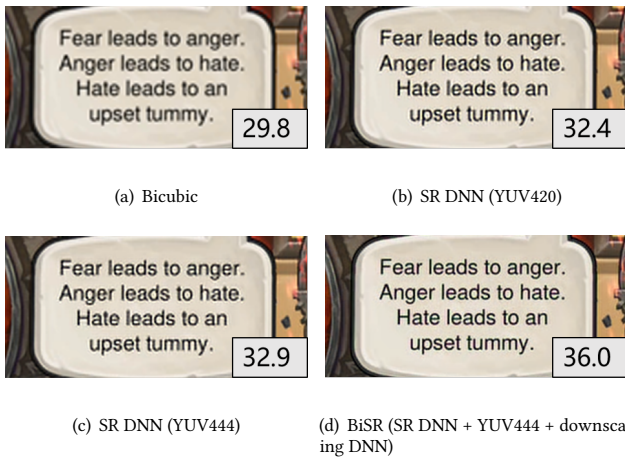 Fear leads to anger.
Anger leads to hate.
Hate leads to an
upset tummy.
29.8
(a) Bicubic
Fear leads to anger.
Anger leads to hate.
Hate leads to an
upset tummy.
32.4
(b) SR DNN (YUV420)
Fear leads to anger.
Anger leads to hate.
Hate leads to an
upset tummy.
32.9
(c) SR DNN (YUV444)
Fear leads to anger.
Anger leads to hate.
Hate leads to an
upset tummy.
36.0
(d) BiSR (SR DNN + YUV444 + downsca
ing DNN)